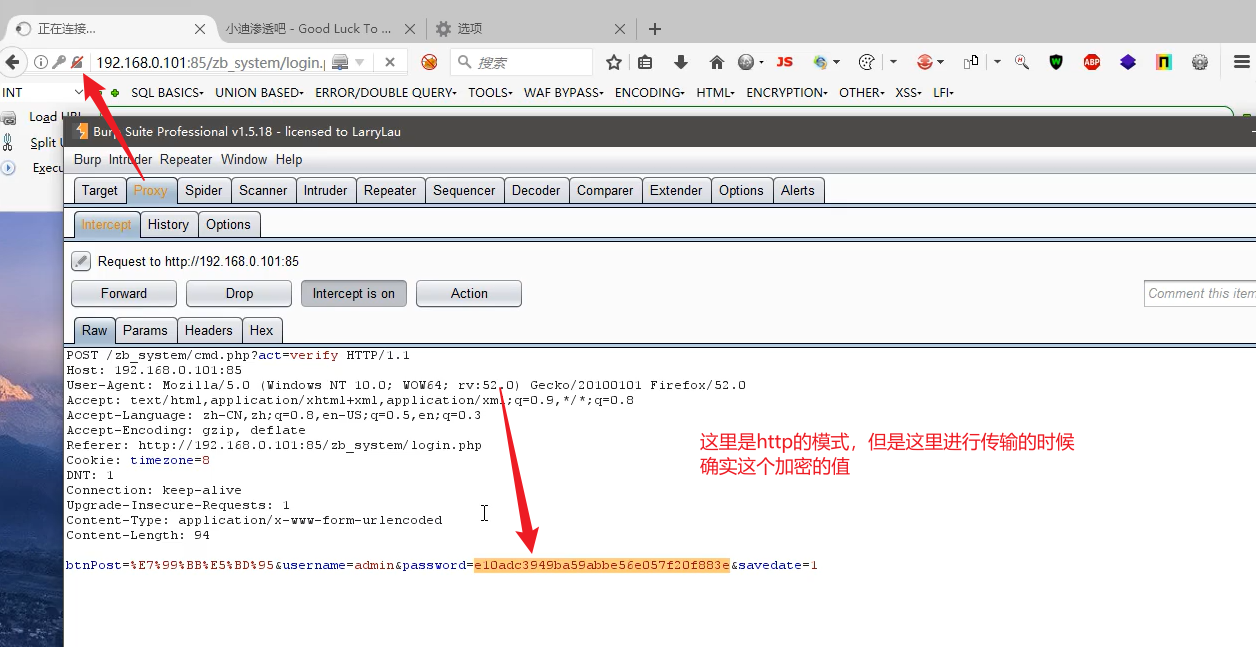 正在连接...
小迪渗透吧 - Good Luck To ...
选项
192.168.0.101:85/zb_system/login.p
搜索
JS
ABP
INT
SQL BASICS
UNION BASED
ERROR/DOUBLE QUERY
TOOLS
WAF BYPASS
ENCODING
HTML
ENCRYPTION
OTHER
XSS
LFI
Load URL
Split U
Execu
Burp Suite Professional v1.5.18 - licensed to LarryLau
Burp Intruder Repeater Window Help
Target Proxy Spider Scanner Intruder Repeater Sequencer Decoder Comparer Extender Options Alerts
Intercept History Options
Request to http://192.168.0.101:85
Forward Drop Intercept is on Action
Comment this item
Raw Params Headers Hex
POST /zb_system/cmd.php?act=verify HTTP/1.1
Host: 192.168.0.101:85
User-Agent: Mozilla/5.0 (Windows NT 10.0; WOW64; rv:52.0) Gecko/20100101 Firefox/52.0
Accept: text/html,application/xhtml+xml,application/xml;q=0.9,*/*;q=0.8
Accept-Language: zh-CN,zh;q=0.8,en-US;q=0.5,en;q=0.3
Accept-Encoding: gzip, deflate
Referer: http://192.168.0.101:85/zb_system/login.php
Cookie: timezone=8
DNT: 1
Connection: keep-alive
Upgrade-Insecure-Requests: 1
Content-Type: application/x-www-form-urlencoded
Content-Length: 94
这里是http的模式，但是这里进行传输的时候
确实这个加密的值
btnPost=%E7%99%BB%E5%BD%95&username=admin&password=e10adc3949ba59abbe56e057f20f883e&savedate=1